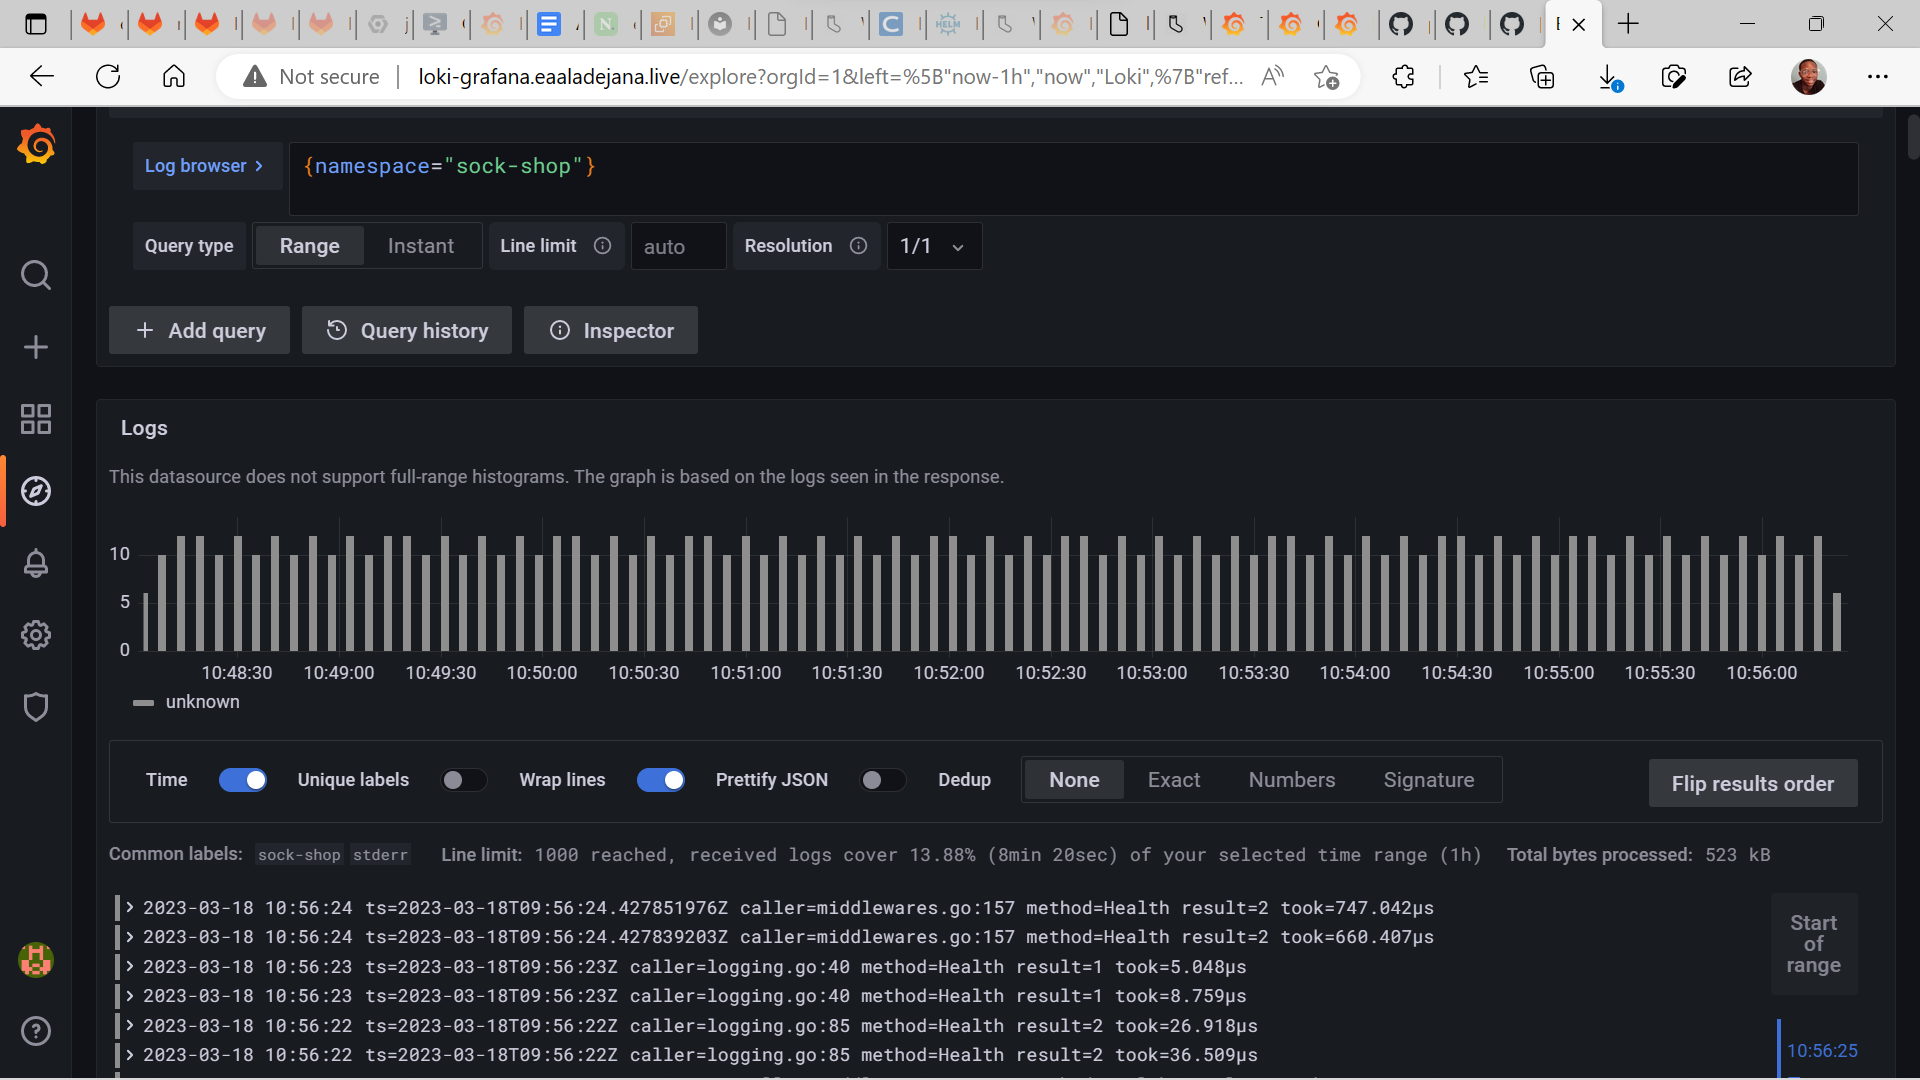 Not secure
loki-grafana.eaaladejana.live/explore?orgId=1&left=%5B"now-1h","now","Loki",%7B"ref...
Log browser
{namespace="sock-shop"}
Query type Range Instant Line limit auto Resolution 1/1
Add query Query history Inspector
Logs
This datasource does not support full-range histograms. The graph is based on the logs seen in the response.
10
5
0
10:48:30 10:49:00 10:49:30 10:50:00 10:50:30 10:51:00 10:51:30 10:52:00 10:52:30 10:53:00 10:53:30 10:54:00 10:54:30 10:55:00 10:55:30 10:56:00
unknown
Time Unique labels Wrap lines Prettify JSON Dedup None Exact Numbers Signature Flip results order
Common labels: sock-shop stderr Line limit: 1000 reached, received logs cover 13.88% (8min 20sec) of your selected time range (1h) Total bytes processed: 523 kB
2023-03-18 10:56:24 ts=2023-03-18T09:56:24.427851976Z caller=middlewares.go:157 method=Health result=2 took=747.042µs
2023-03-18 10:56:24 ts=2023-03-18T09:56:24.427839203Z caller=middlewares.go:157 method=Health result=2 took=660.407µs
2023-03-18 10:56:23 ts=2023-03-18T09:56:23Z caller=logging.go:40 method=Health result=1 took=5.048µs
2023-03-18 10:56:23 ts=2023-03-18T09:56:23Z caller=logging.go:40 method=Health result=1 took=8.759µs
2023-03-18 10:56:22 ts=2023-03-18T09:56:22Z caller=logging.go:85 method=Health result=2 took=26.918µs
2023-03-18 10:56:22 ts=2023-03-18T09:56:22Z caller=logging.go:85 method=Health result=2 took=36.509µs
Start
of
range
10:56:25